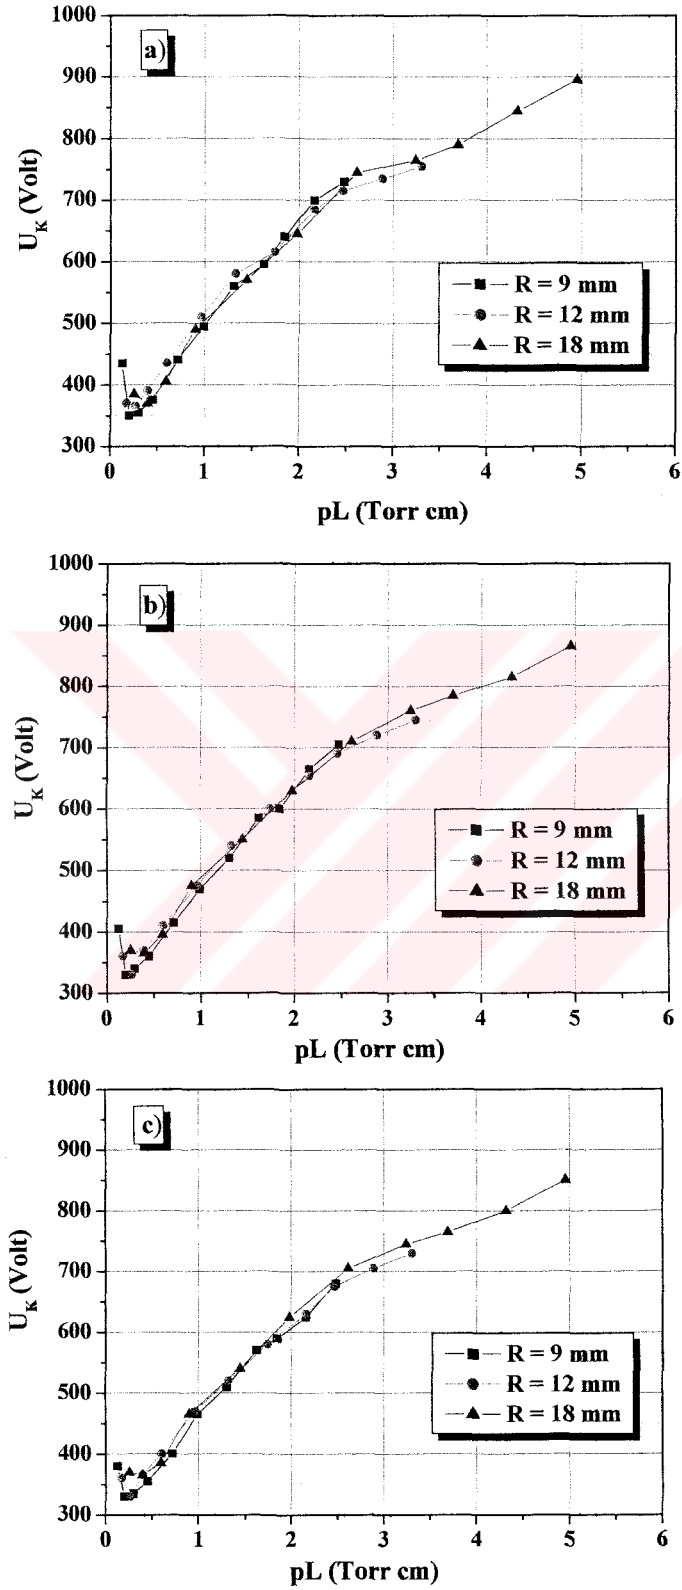 1000
900
800
700
600
500
400
300
U_K (Volt)
a)
R = 9 mm
R = 12 mm
R = 18 mm
0 1 2 3 4 5 6
pL (Torr cm)
1000
900
800
700
600
500
400
300
U_K (Volt)
b)
R = 9 mm
R = 12 mm
R = 18 mm
0 1 2 3 4 5 6
pL (Torr cm)
1000
900
800
700
600
500
400
300
U_K (Volt)
c)
R = 9 mm
R = 12 mm
R = 18 mm
0 1 2 3 4 5 6
pL (Torr cm)